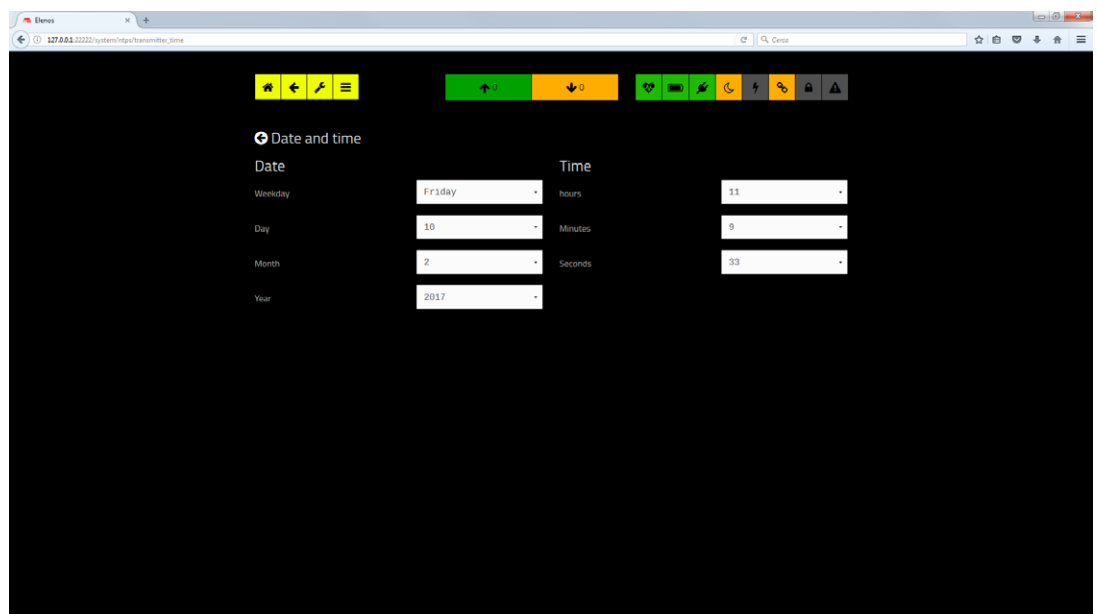 Elenos
127.0.0.1:22222/system/ntps/transmitter_time
Cerca
0
0
Date and time
Date
Time
Weekday
Friday
hours
11
Day
10
Minutes
9
Month
2
Seconds
33
Year
2017